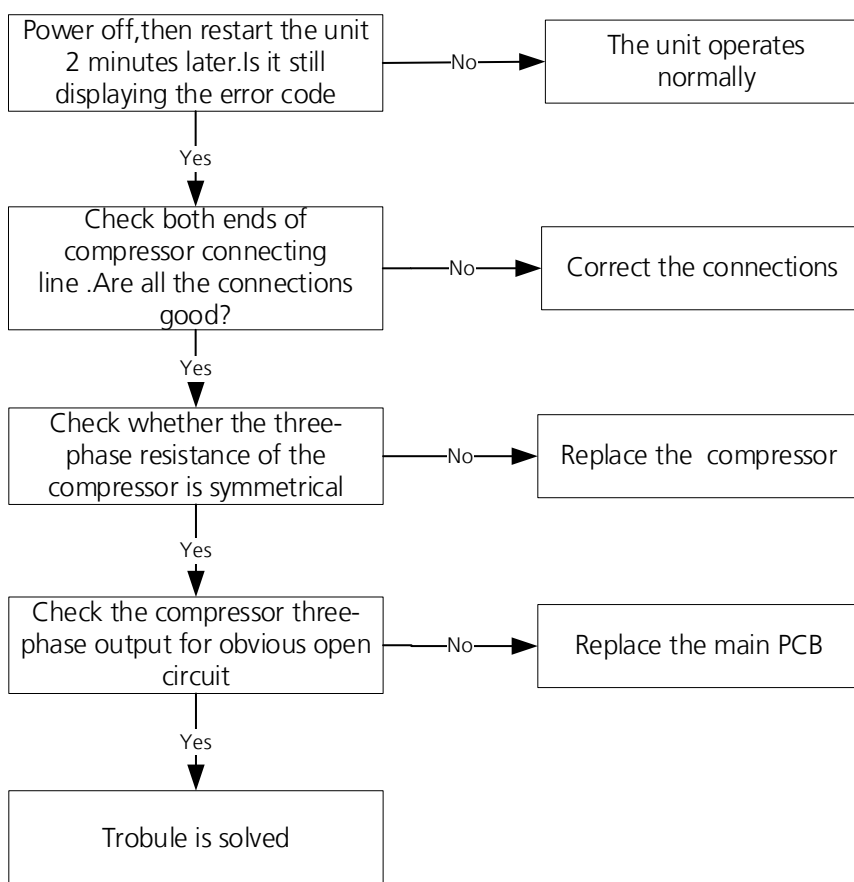 Power off,then restart the unit
2 minutes later.Is it still
displaying the error code
No
The unit operates
normally
Yes
Check both ends of
compressor connecting
line .Are all the connections
good?
No
Correct the connections
Yes
Check whether the three-
phase resistance of the
compressor is symmetrical
No
Replace the compressor
Yes
Check the compressor three-
phase output for obvious open
circuit
No
Replace the main PCB
Yes
Trobule is solved